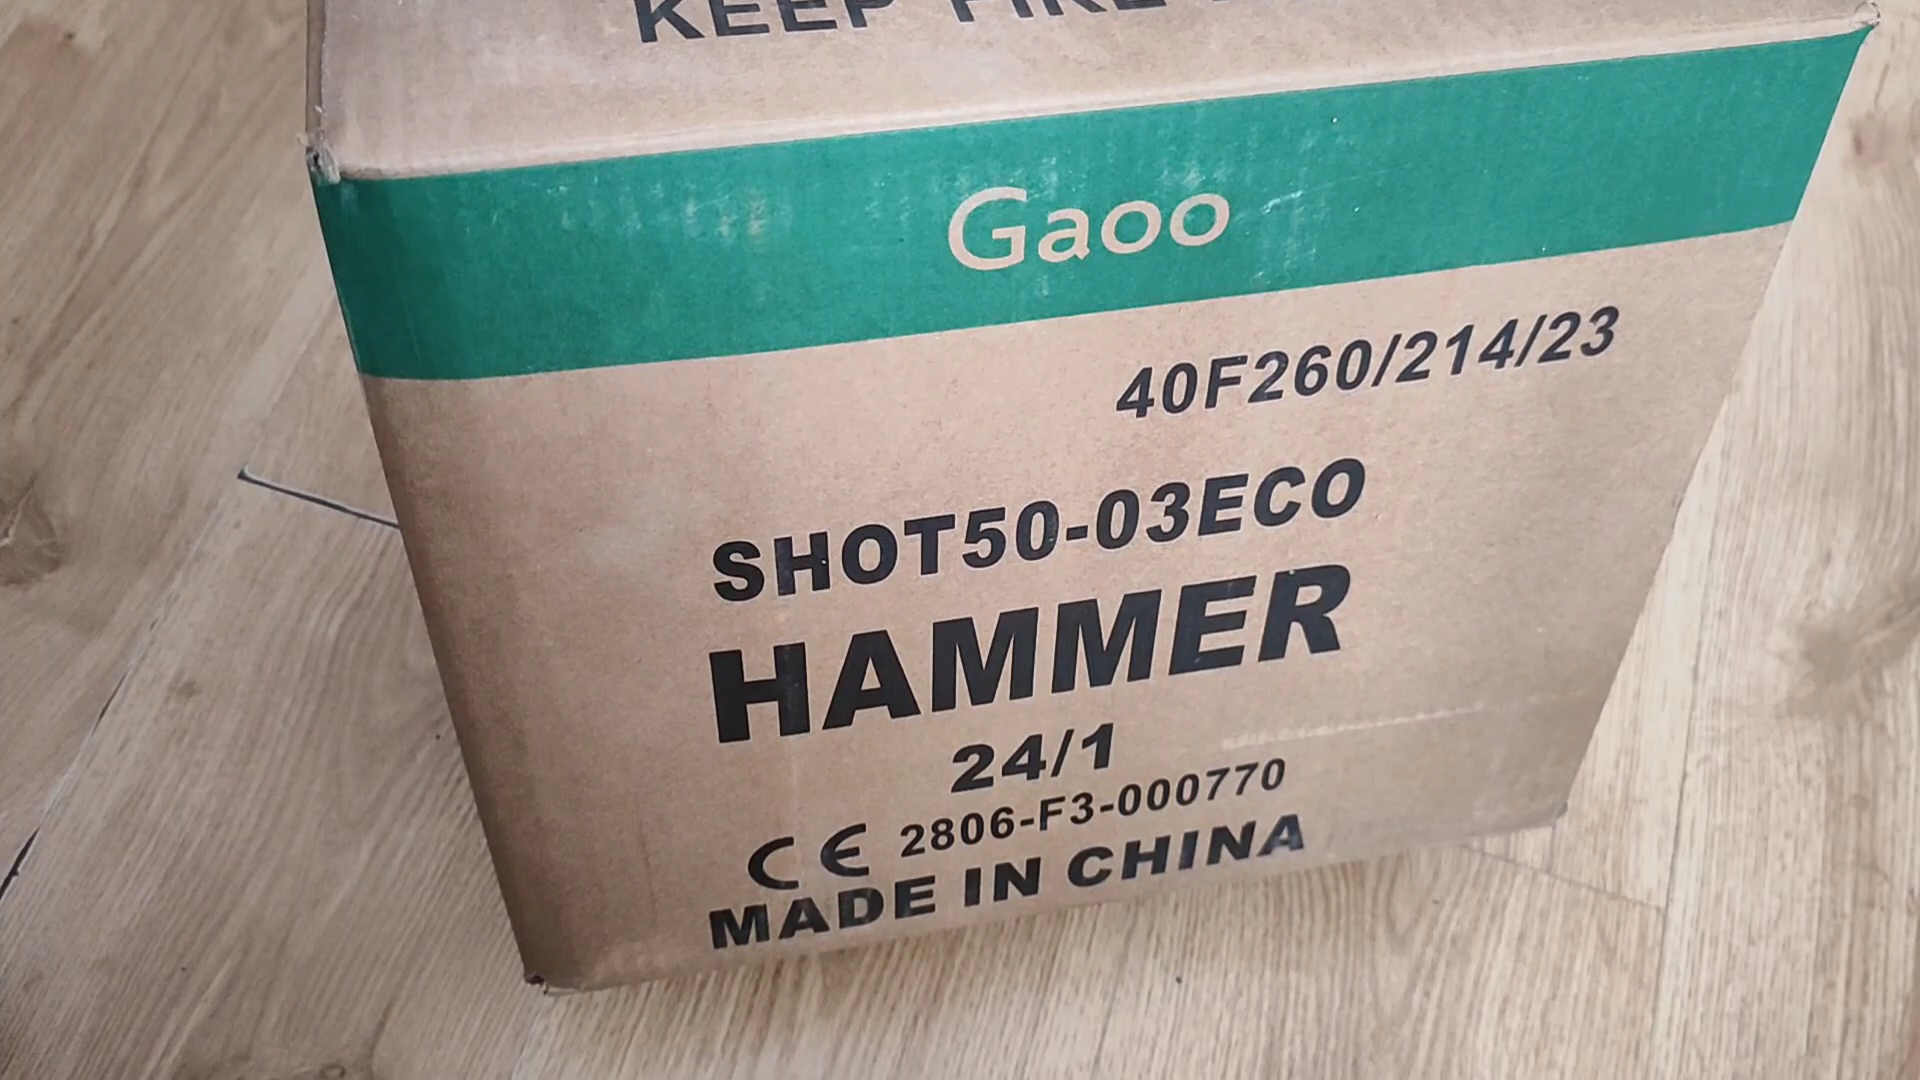 KEEP FIRE
Gaoo
40F260/214/23
SHOT50-03ECO
HAMMER
24/1
CE 2806-F3-000770
MADE IN CHINA